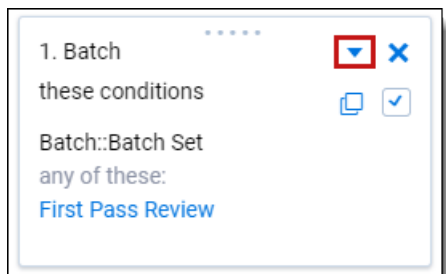 1. Batch
these conditions
Batch::Batch Set
any of these:
First Pass Review